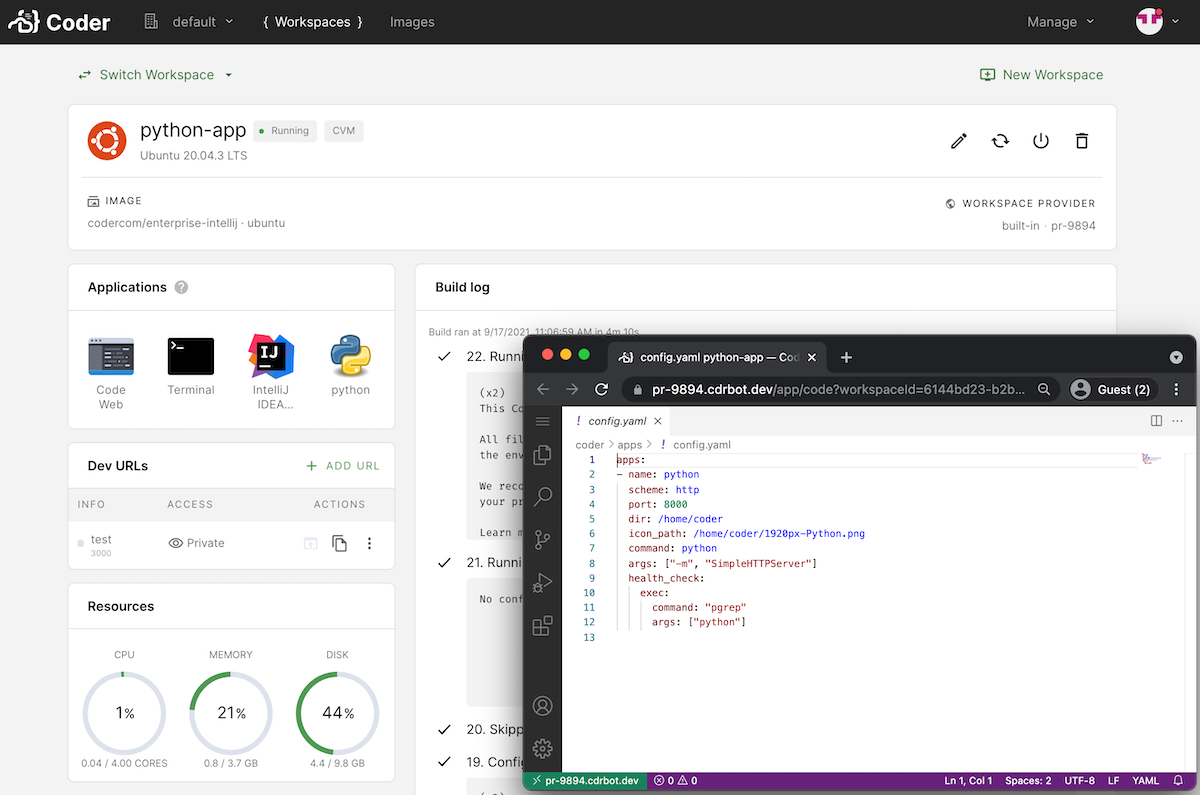 Coder
default
{ Workspaces }
Images
Manage
Switch Workspace
New Workspace
python-app
Running
CVM
Ubuntu 20.04.3 LTS
IMAGE
codercom/enterprise-intellij · ubuntu
WORKSPACE PROVIDER
built-in · pr-9894
Applications ?
Code
Web
Terminal
IJ
IntelliJ
IDEA...
python
Dev URLs
+ ADD URL
INFO
ACCESS
ACTIONS
test
3000
Private
Resources
CPU
MEMORY
DISK
1%
21%
44%
0.04 / 4.00 CORES
0.8 / 3.7 GB
4.4 / 9.8 GB
Build log
Build ran at 9/17/2021, 11:06:59 AM in 4m 10s
22. Runni
(x2)
This Co
All fil
the env
We reco
your pr
Learn m
21. Runni
No conf
20. Skipp
19. Config
config.yaml python-app — Cod
pr-9894.cdrbot.dev/app/code?workspaceId=6144bd23-b2b...
Guest (2)
! config.yaml
coder > apps > ! config.yaml
1 apps:
2 - name: python
3 scheme: http
4 port: 8000
5 dir: /home/coder
6 icon_path: /home/coder/1920px-Python.png
7 command: python
8 args: ["-m", "SimpleHTTPServer"]
9 health_check:
10 exec:
11 command: "pgrep"
12 args: ["python"]
13
pr-9894.cdrbot.dev
0
0
Ln 1, Col 1
Spaces: 2
UTF-8
LF
YAML